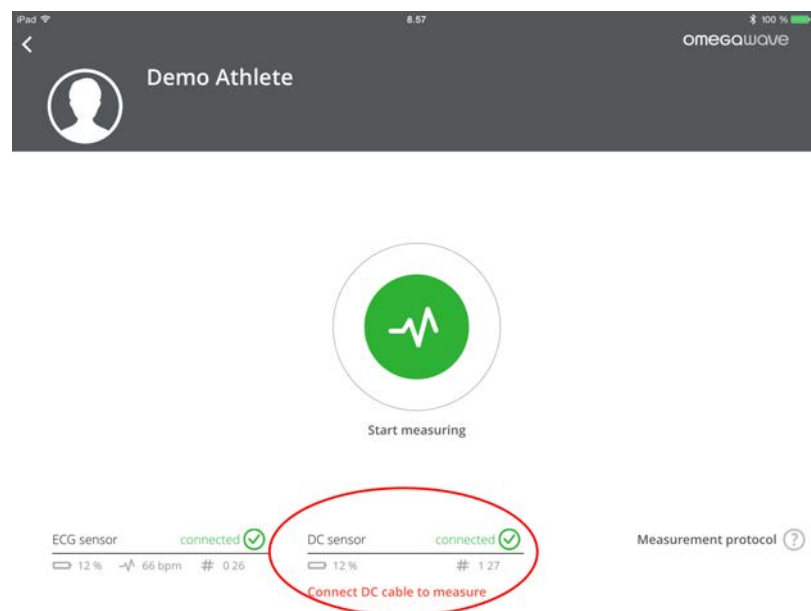 iPad 8.57 100 %
omegawave
Demo Athlete
Start measuring
ECG sensor connected
12 % 66 bpm # 0 26
DC sensor connected
12 % # 1 27
Connect DC cable to measure
Measurement protocol ?